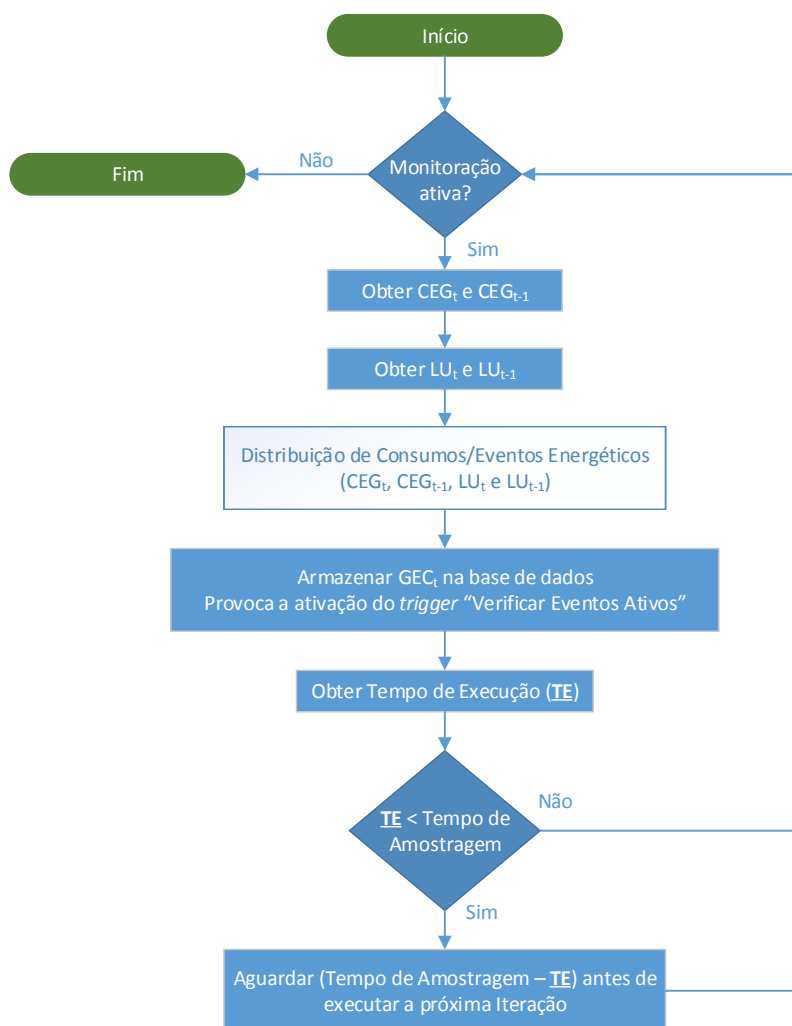 Início
Monitoração
ativa?
Não
Fim
Sim
Obter CEGt e CEGt-1
Obter LUt e LUt-1
Distribuição de Consumos/Eventos Energéticos
(CEGt, CEGt-1, LUt e LUt-1)
Armazenar GECt na base de dados
Provoca a ativação do trigger “Verificar Eventos Ativos”
Obter Tempo de Execução (TE)
TE < Tempo de
Amostragem
Não
Sim
Aguardar (Tempo de Amostragem – TE) antes de
executar a próxima Iteração